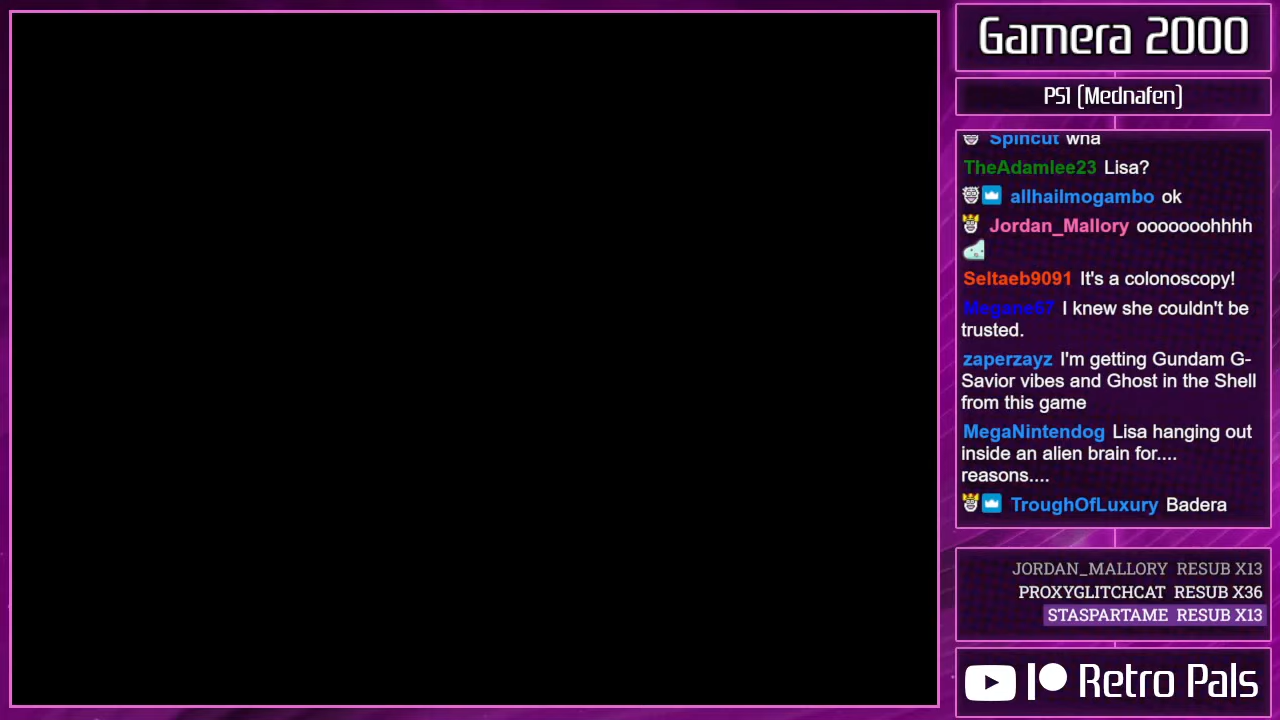 Gamera 2000
PS1 (Mednafen)
Spincut wha
TheAdamlee23 Lisa?
allhailmogambo ok
Jordan_Mallory ooooooohhhh
Seltaeb9091 It's a colonoscopy!
Megane67 I knew she couldn't be
trusted.
zaperzayz I'm getting Gundam G-
Savior vibes and Ghost in the Shell
from this game
MegaNintendog Lisa hanging out
inside an alien brain for....
reasons....
TroughOfLuxury Badera
JORDAN_MALLORY RESUB X13
PROXYGLITCHCAT RESUB X36
STASPARTAME RESUB X13
Retro Pals